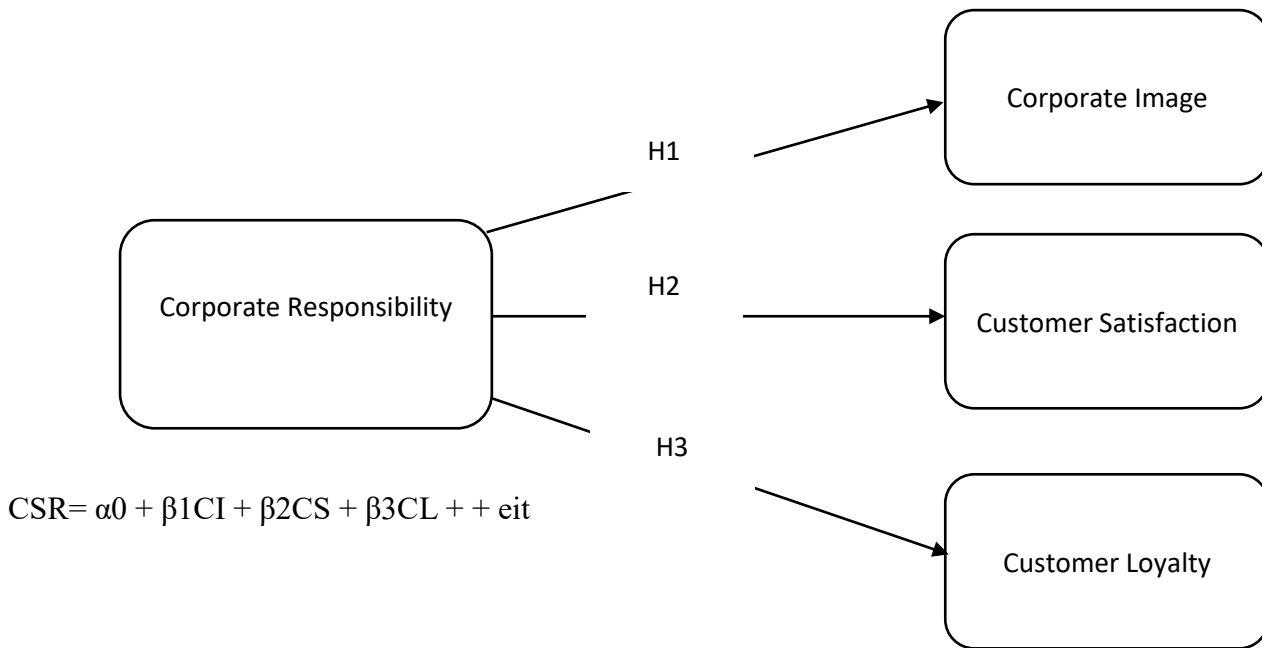 Corporate Image
H1
Corporate Responsibility
H2
Customer Satisfaction
H3
CSR= α0 + β1CI + β2CS + β3CL + + eit
Customer Loyalty